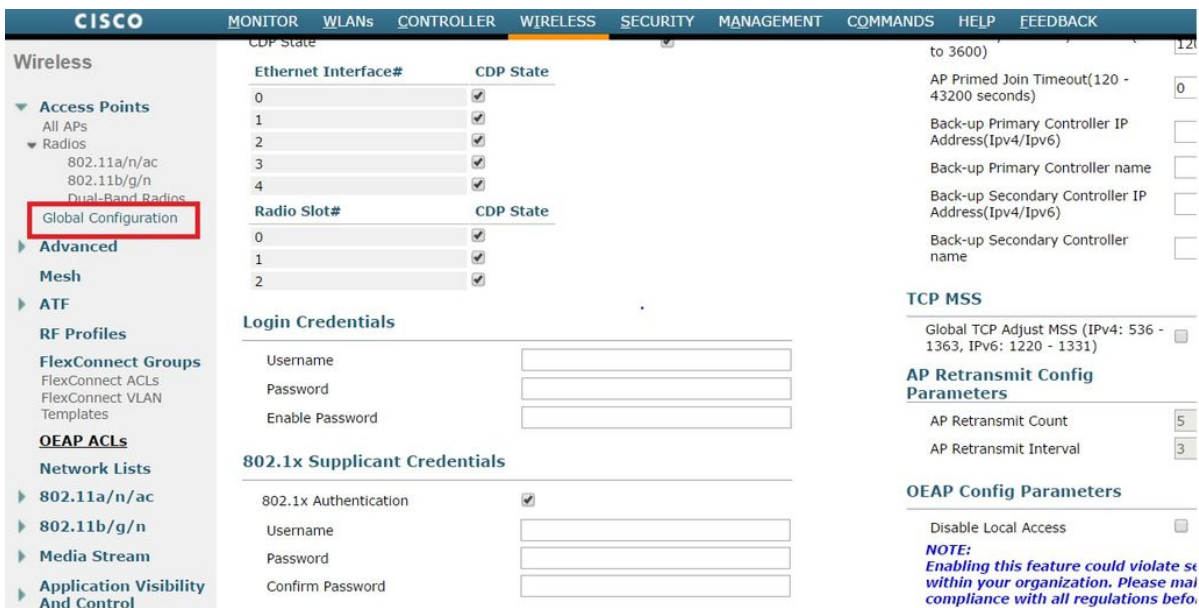 CISCO
MONITOR WLANs CONTROLLER WIRELESS SECURITY MANAGEMENT COMMANDS HELP FEEDBACK
Wireless
Access Points
All APs
Radios
802.11a/n/ac
802.11b/g/n
Dual-Band Radios
Global Configuration
Advanced
Mesh
ATF
RF Profiles
FlexConnect Groups
FlexConnect ACLs
FlexConnect VLAN
Templates
OEAP ACLs
Network Lists
802.11a/n/ac
802.11b/g/n
Media Stream
Application Visibility
And Control
CDP State
Ethernet Interface# CDP State
0
1
2
3
4
Radio Slot# CDP State
0
1
2
Login Credentials
Username
Password
Enable Password
802.1x Supplicant Credentials
802.1x Authentication
Username
Password
Confirm Password
to 3600)
AP Primed Join Timeout(120 -
43200 seconds) 0
Back-up Primary Controller IP
Address(Ipv4/Ipv6)
Back-up Primary Controller name
Back-up Secondary Controller IP
Address(Ipv4/Ipv6)
Back-up Secondary Controller
name
TCP MSS
Global TCP Adjust MSS (IPv4: 536 -
1363, IPv6: 1220 - 1331)
AP Retransmit Config
Parameters
AP Retransmit Count 5
AP Retransmit Interval 3
OEAP Config Parameters
Disable Local Access
NOTE:
Enabling this feature could violate se
within your organization. Please mak
compliance with all regulations befo